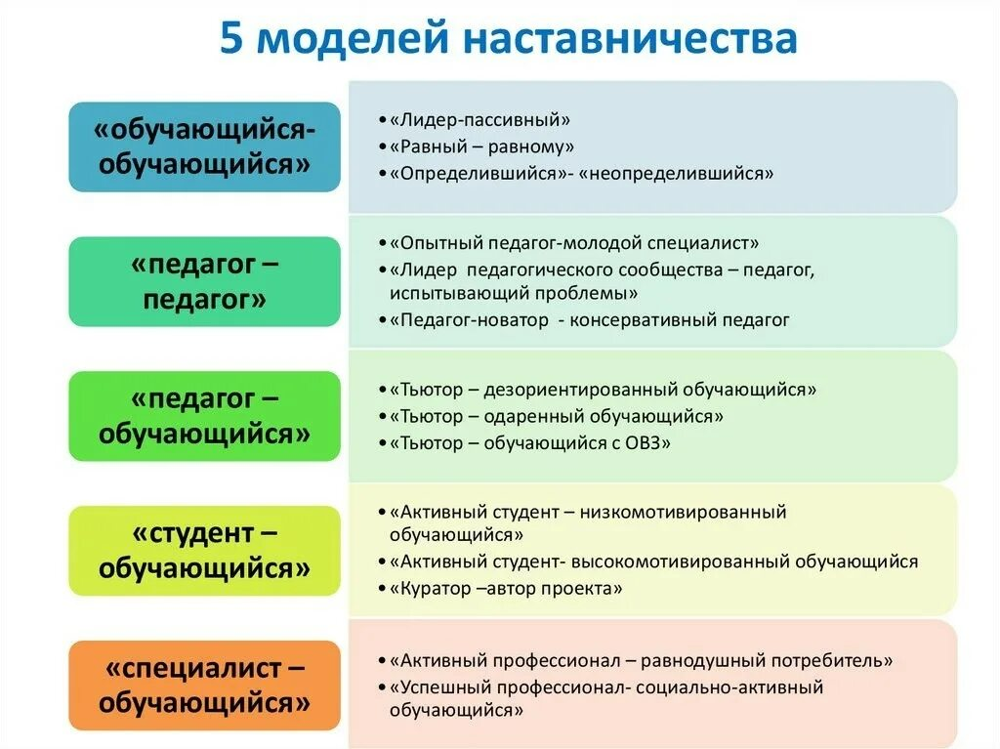 5 моделей наставничества
«обучающийся-
обучающийся»
•«Лидер-пассивный»
•«Равный – равному»
•«Определившийся»- «неопределившийся»
«педагог –
педагог»
•«Опытный педагог-молодой специалист»
•«Лидер педагогического сообщества – педагог,
испытывающий проблемы»
•«Педагог-новатор - консервативный педагог
«педагог –
обучающийся»
•«Тьютор – дезориентированный обучающийся»
•«Тьютор – одаренный обучающийся»
•«Тьютор – обучающийся с ОВЗ»
«студент –
обучающийся»
•«Активный студент – низкомотивированный
обучающийся»
•«Активный студент- высокомотивированный обучающийся
•«Куратор –автор проекта»
«специалист –
обучающийся»
•«Активный профессионал – равнодушный потребитель»
•«Успешный профессионал- социально-активный
обучающийся»